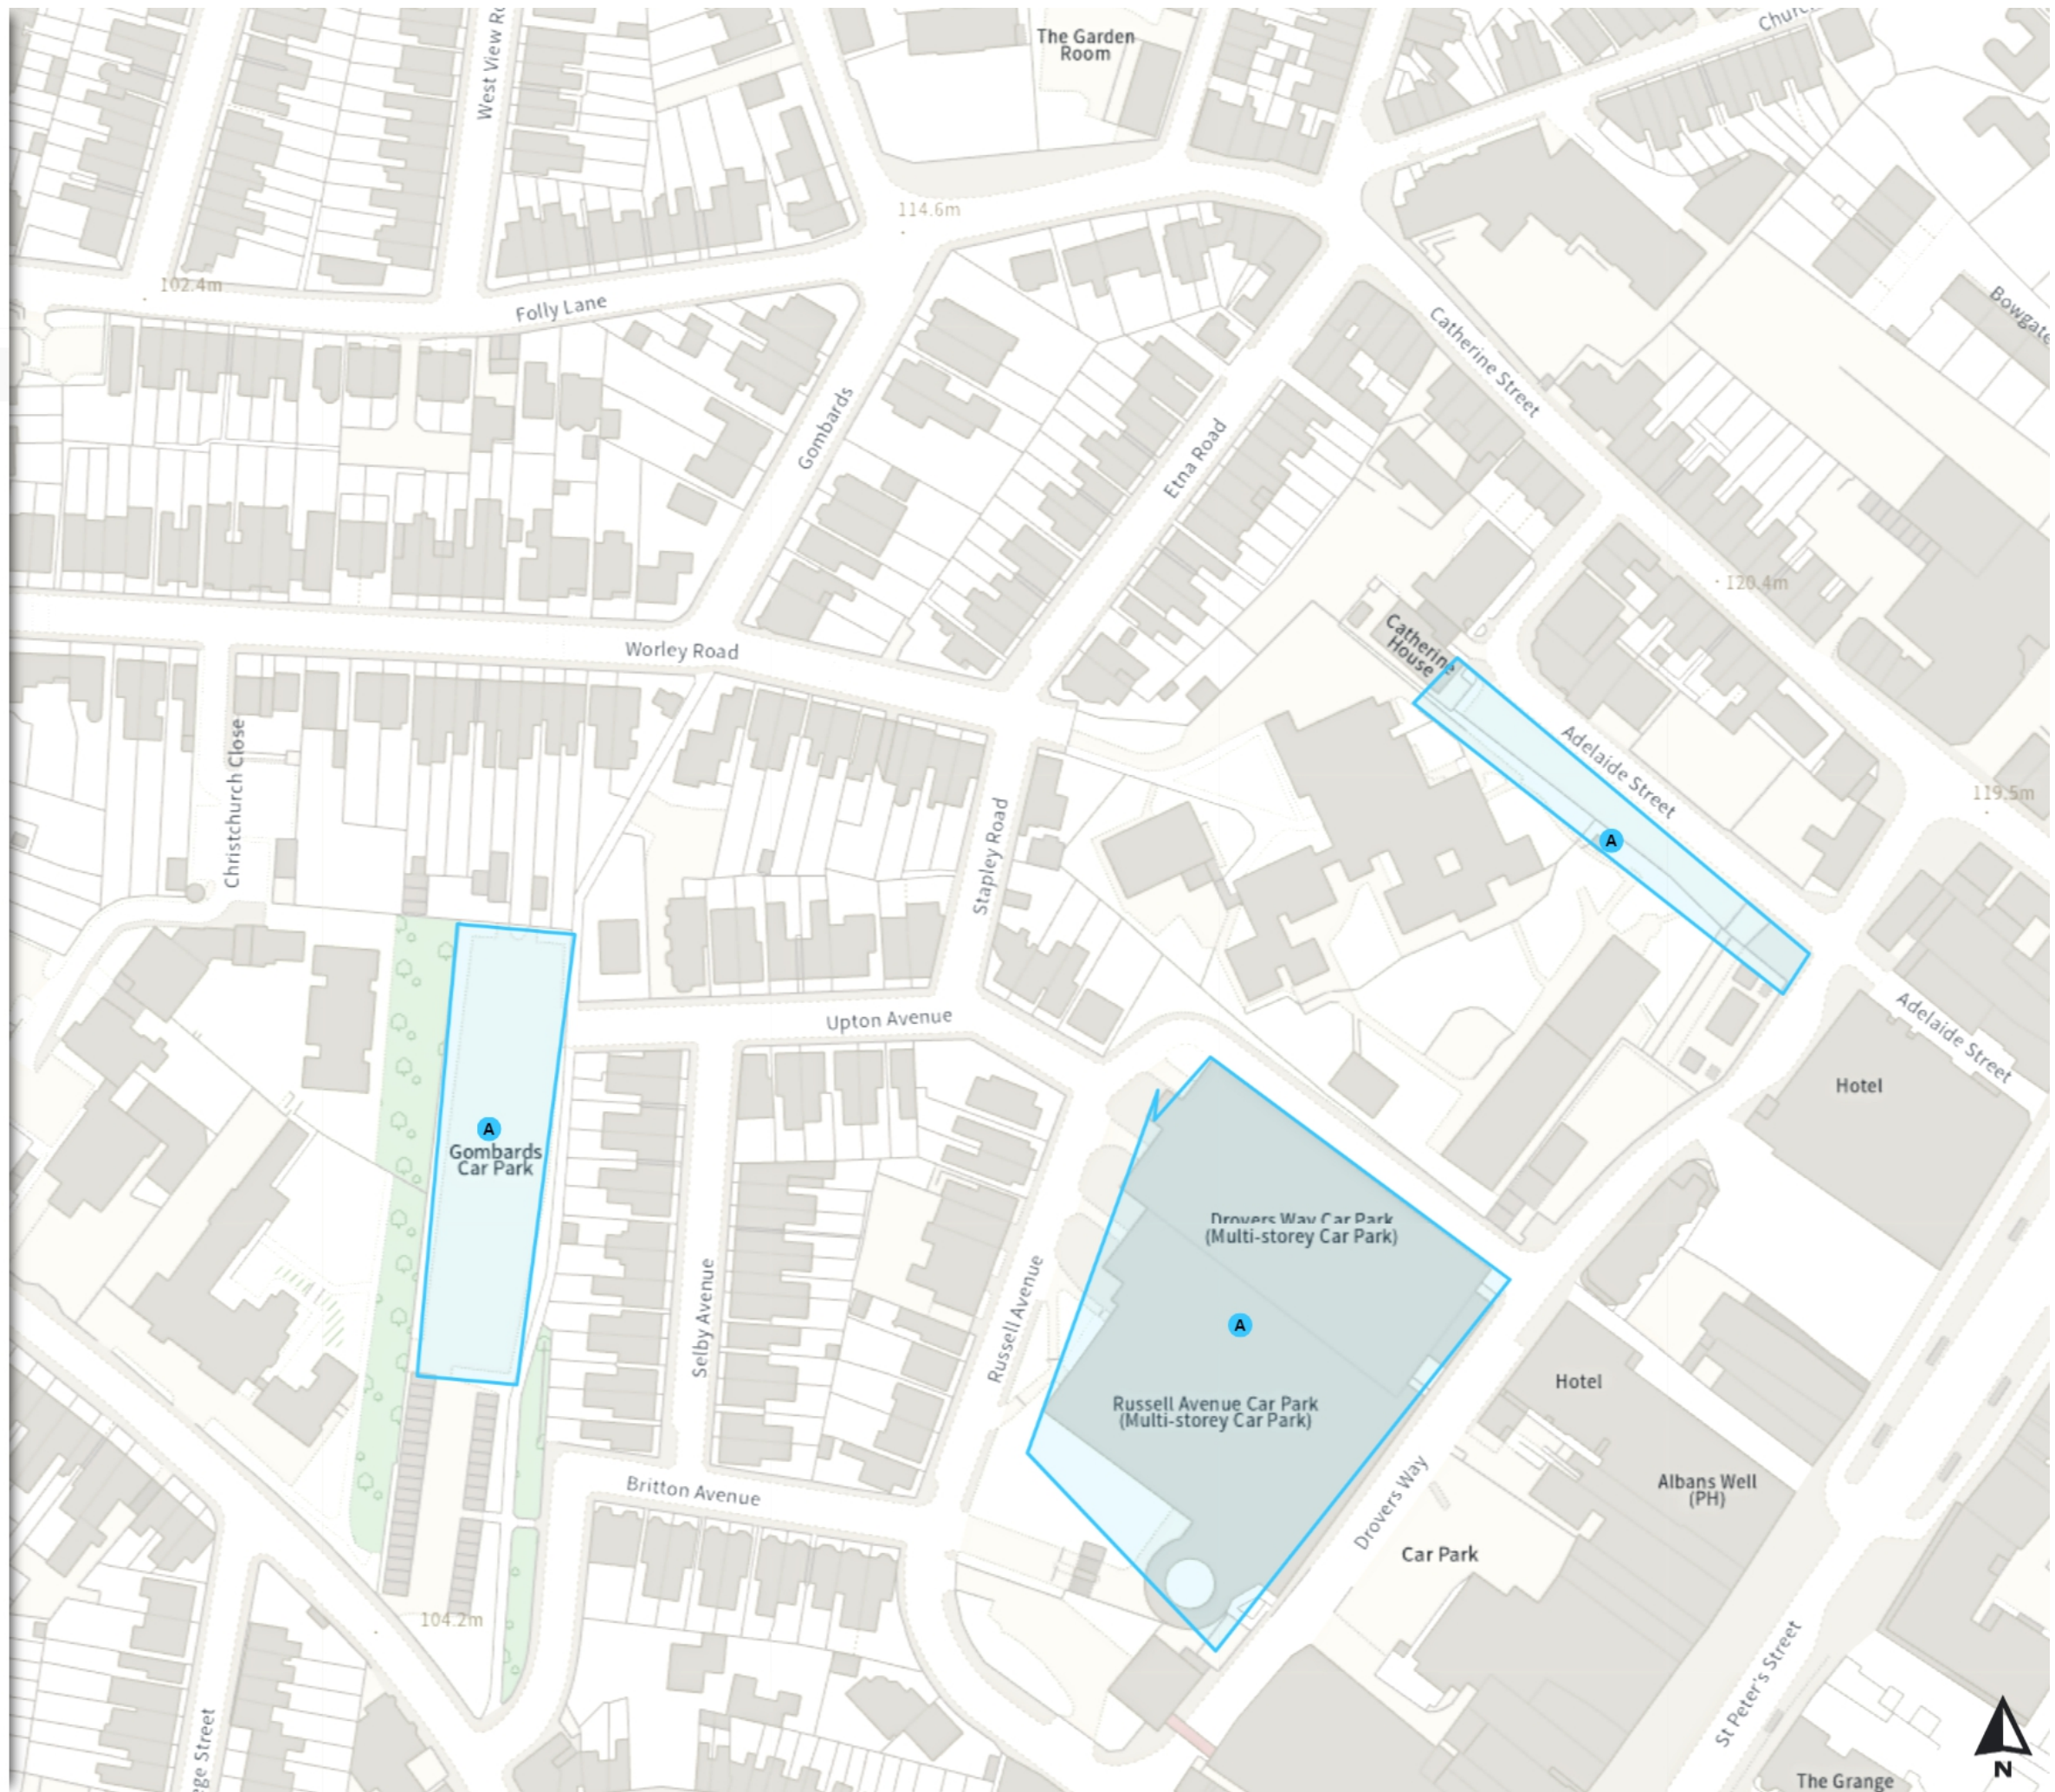 West View Ro
The Garden
Room
Churc
114.6m
102.4m
Folly Lane
Bowgate
Catherine Street
Gombards
Etna Road
120.4m
Catherine
House
Worley Road
Adelaide Street
119.5m
Christchurch Close
A
Stapley Road
Upton Avenue
Adelaide Street
Hotel
A
Gombards
Car Park
Drovers Way Car Park
(Multi-storey Car Park)
Selby Avenue
Russell Avenue
A
Hotel
Russell Avenue Car Park
(Multi-storey Car Park)
Britton Avenue
Albans Well
(PH)
Drovers Way
Car Park
104.2m
St Peter's Street
ge Street
N
The Grange